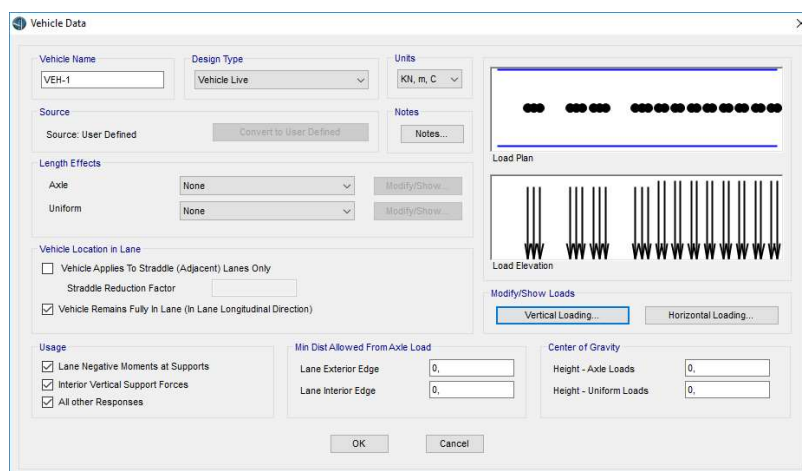 Vehicle Data
Vehicle Name
VEH-1
Design Type
Vehicle Live
Units
KN, m, C
Source
Source: User Defined
Convert to User Defined
Notes
Notes...
Length Effects
Axle
None
Modify/Show...
Uniform
None
Modify/Show...
Vehicle Location in Lane
Vehicle Applies To Straddle (Adjacent) Lanes Only
Straddle Reduction Factor
Vehicle Remains Fully In Lane (In Lane Longitudinal Direction)
Load Plan
Load Elevation
Modify/Show Loads
Vertical Loading...
Horizontal Loading...
Usage
Lane Negative Moments at Supports
Interior Vertical Support Forces
All other Responses
Min Dist Allowed From Axle Load
Lane Exterior Edge
0,
Lane Interior Edge
0,
Center of Gravity
Height - Axle Loads
0,
Height - Uniform Loads
0,
OK
Cancel